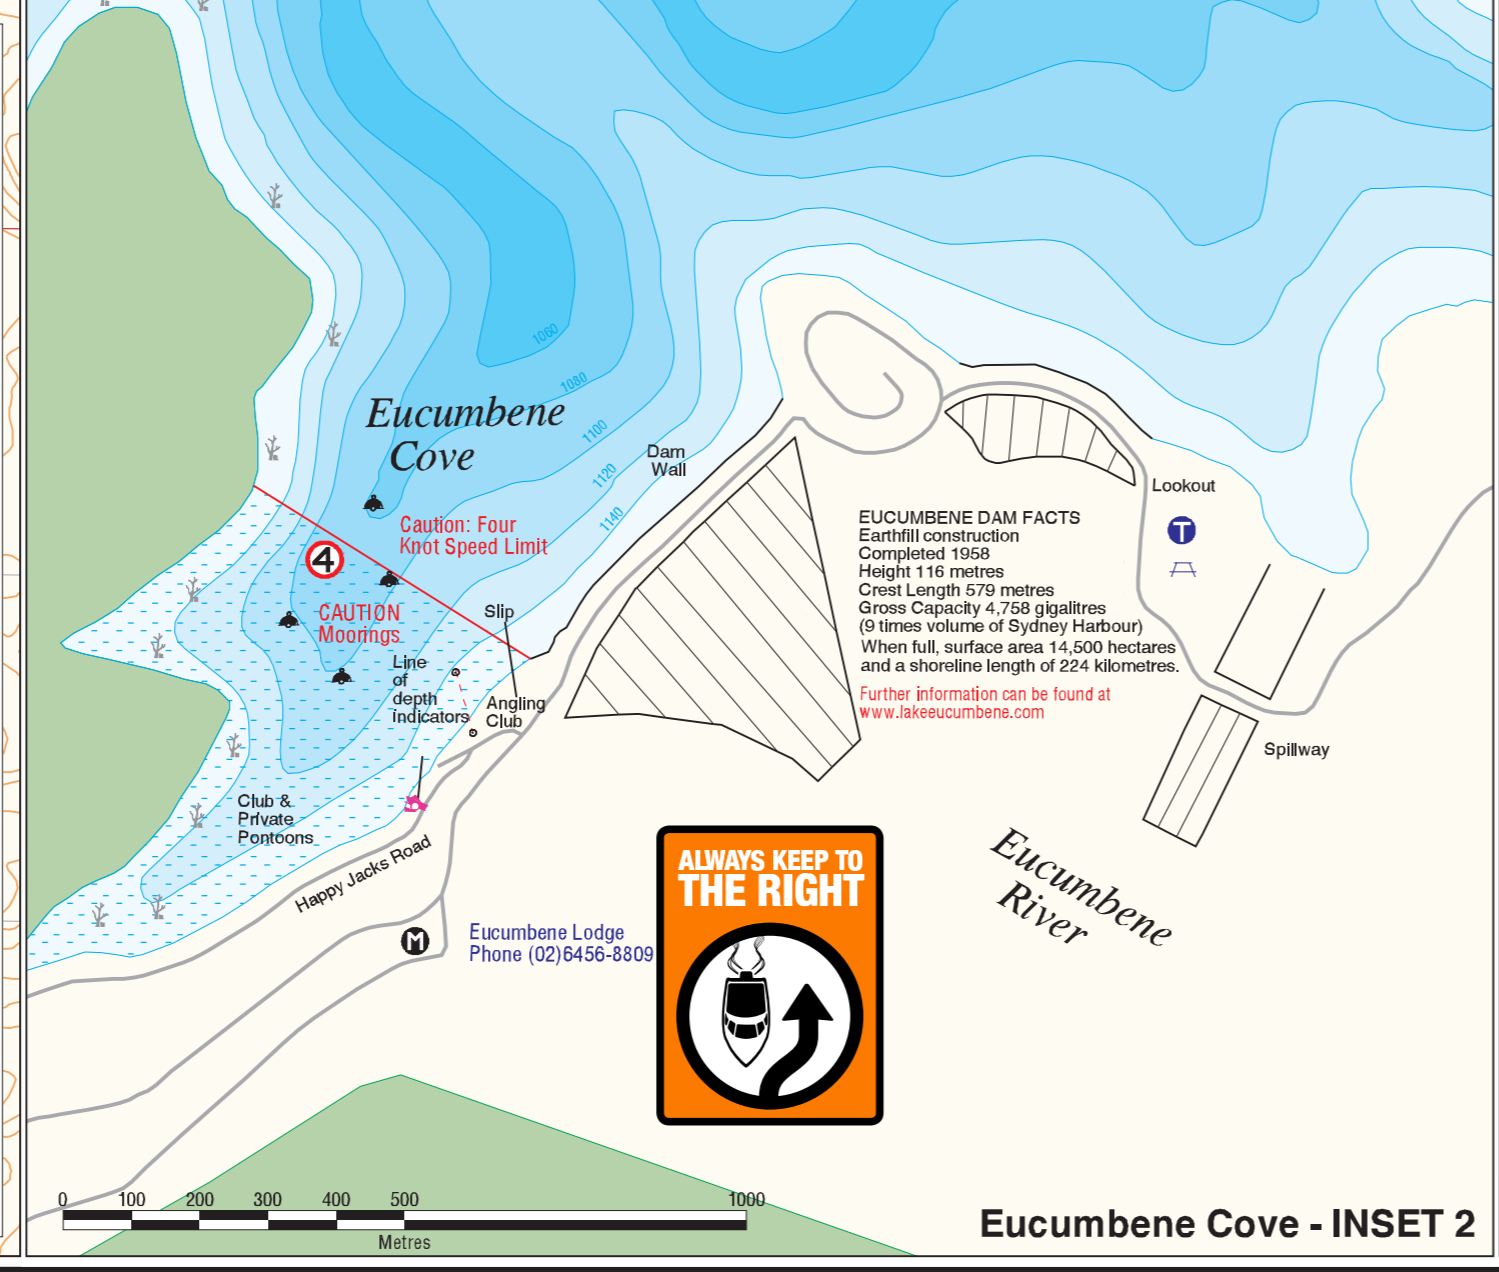 1060
1080
1100
1120
1140
Eucumbene
Cove
Dam
Wall
Caution: Four
Knot Speed Limit
4
CAUTION
Moorings
Slip
Line
of
depth
indicators
Angling
Club
Club &
Private
Pontoons
Happy Jacks Road
M
Eucumbene Lodge
Phone (02)6456-8809
Lookout
T
EUCUMBENE DAM FACTS
Earthfill construction
Completed 1958
Height 116 metres
Crest Length 579 metres
Gross Capacity 4,758 gigalitres
(9 times volume of Sydney Harbour)
When full, surface area 14,500 hectares
and a shoreline length of 224 kilometres.
Further information can be found at
www.lakeeucumbene.com
Spillway
Eucumbene
River
ALWAYS KEEP TO
THE RIGHT
0 100 200 300 400 500 1000
Metres
Eucumbene Cove - INSET 2